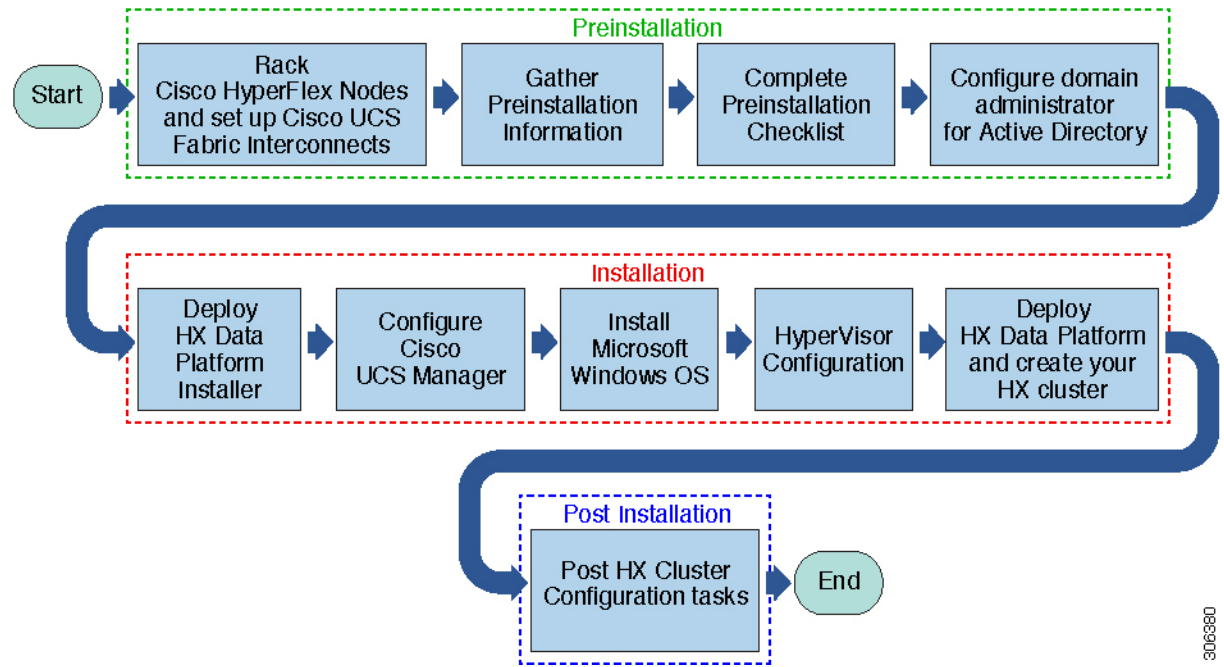 Preinstallation
Start
Rack
Cisco HyperFlex Nodes
and set up Cisco UCS
Fabric Interconnects
Gather
Preinstallation
Information
Complete
Preinstallation
Checklist
Configure domain
administrator
for Active Directory
Installation
Deploy
HX Data
Platform
Installer
Configure
Cisco
UCS Manager
Install
Microsoft
Windows OS
HyperVisor
Configuration
Deploy
HX Data Platform
and create your
HX cluster
Post Installation
Post HX Cluster
Configuration tasks
End
306380